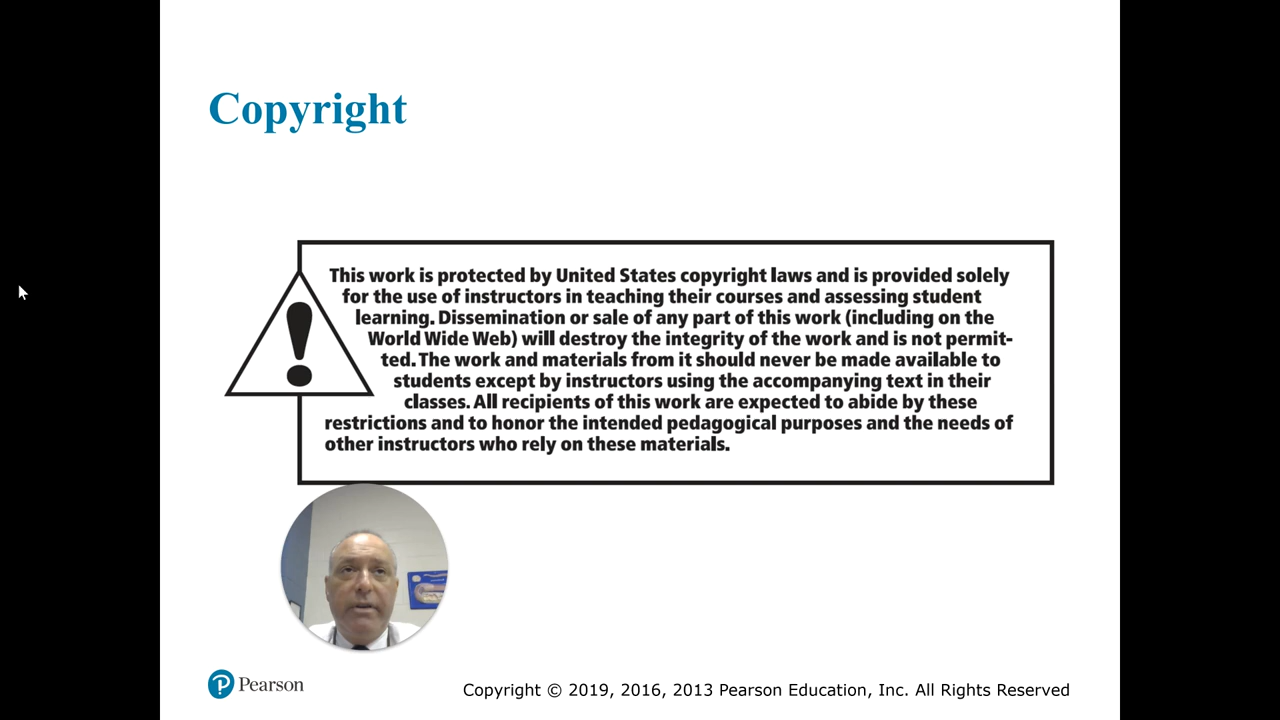 Copyright
This work is protected by United States copyright laws and is provided solely
for the use of instructors in teaching their courses and assessing student
learning. Dissemination or sale of any part of this work (including on the
World Wide Web) will destroy the integrity of the work and is not permit-
ted. The work and materials from it should never be made available to
students except by instructors using the accompanying text in their
classes. All recipients of this work are expected to abide by these
restrictions and to honor the intended pedagogical purposes and the needs of
other instructors who rely on these materials.
Pearson
Copyright © 2019, 2016, 2013 Pearson Education, Inc. All Rights Reserved